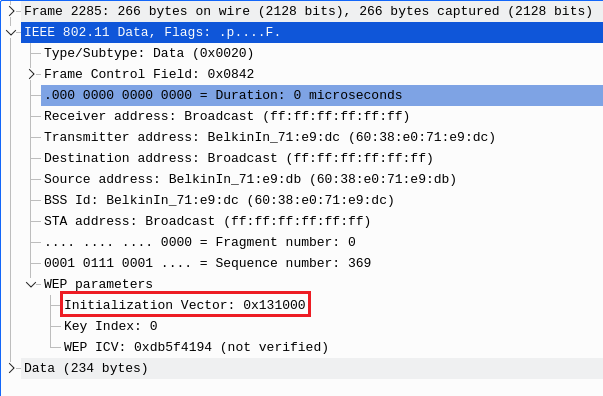 Frame 2285: 266 bytes on wire (2128 bits), 266 bytes captured (2128 bits)
IEEE 802.11 Data, Flags: .p....F.
Type/Subtype: Data (0x0020)
Frame Control Field: 0x0842
.000 0000 0000 0000 = Duration: 0 microseconds
Receiver address: Broadcast (ff:ff:ff:ff:ff:ff)
Transmitter address: BelkinIn_71:e9:dc (60:38:e0:71:e9:dc)
Destination address: Broadcast (ff:ff:ff:ff:ff:ff)
Source address: BelkinIn_71:e9:db (60:38:e0:71:e9:db)
BSS Id: BelkinIn_71:e9:dc (60:38:e0:71:e9:dc)
STA address: Broadcast (ff:ff:ff:ff:ff:ff)
.... .... .... 0000 = Fragment number: 0
0001 0111 0001 .... = Sequence number: 369
WEP parameters
Initialization Vector: 0x131000
Key Index: 0
WEP ICV: 0xdb5f4194 (not verified)
Data (234 bytes)